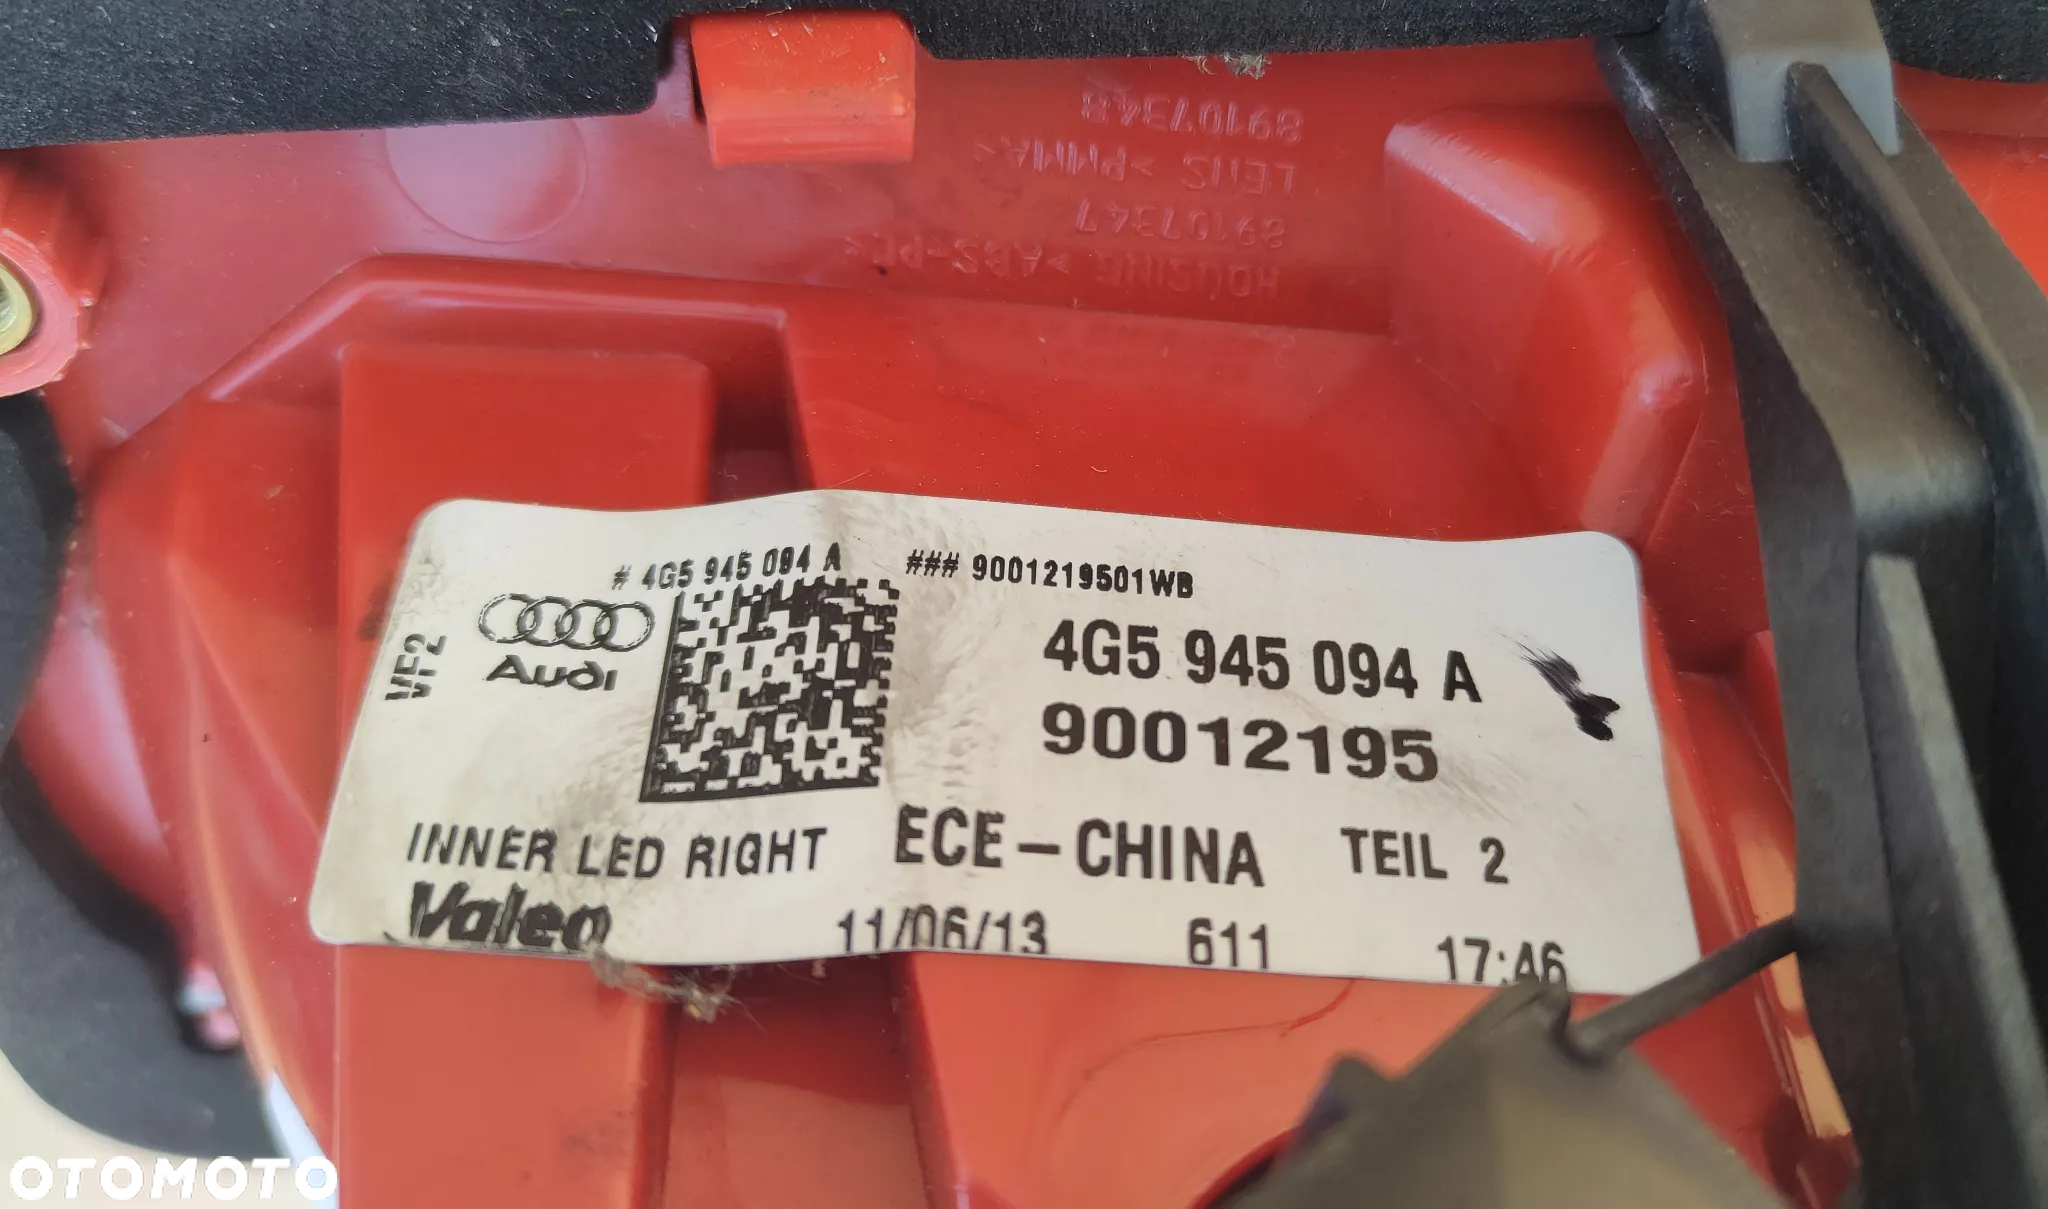 89107348
LENS >PMMA<
89107347
HOUSING >ABS+PC<
# 4G5 945 094 A ### 9001219501WB
VF2
Audi
4G5 945 094 A
90012195
INNER LED RIGHT ECE-CHINA TEIL 2
Valeo 11/06/13 611 17:46
OTOMOTO